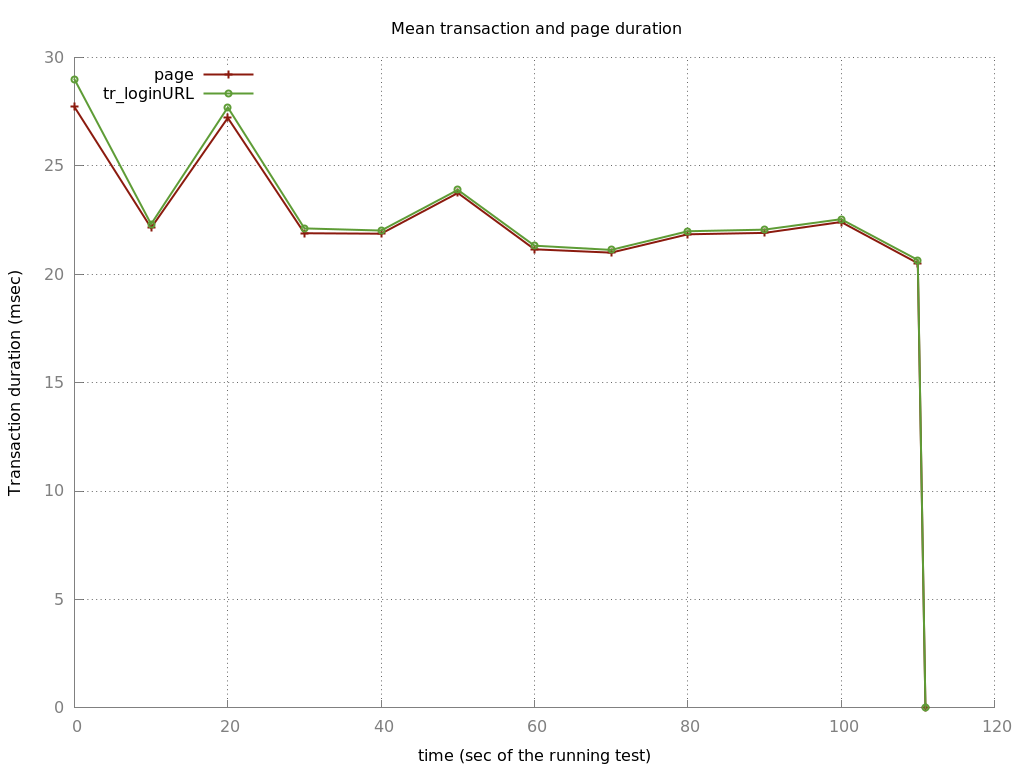 Mean transaction and page duration
30
25
20
15
10
5
0
Transaction duration (msec)
page
tr_loginURL
0 20 40 60 80 100 120
time (sec of the running test)